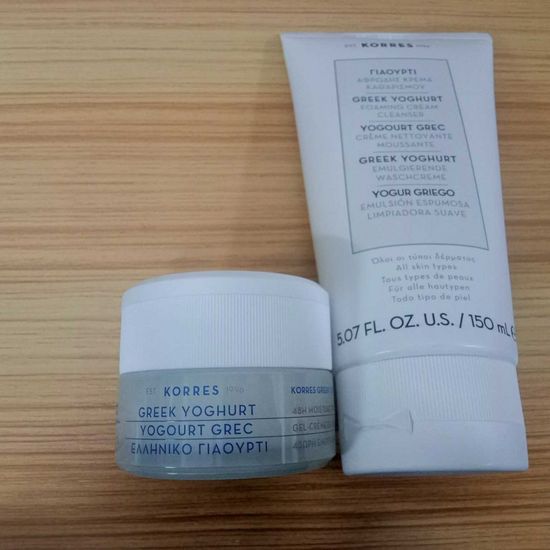 EST. KORRES 1996
ΓΙΑΟΥΡΤΙ
ΑΦΡΩΔΗΣ ΚΡΕΜΑ
ΚΑΘΑΡΙΣΜΟΥ
GREEK YOGHURT
FOAMING CREAM
CLEANSER
YOGOURT GREC
CRÈME NETTOYANTE
MOUSSANTE
GREEK YOGHURT
EMULGIERENDE
WASCHCREME
YOGUR GRIEGO
EMULSIÓN ESPUMOSA
LIMPIADORA SUAVE
Όλοι οι τύποι δέρματος
All skin types
Tous types de peaux
Für alle hautypen
Todo tipo de piel
5.07 FL. OZ. U.S. / 150 mL e
EST. KORRES 1996
GREEK YOGHURT
YOGOURT GREC
ΕΛΛΗΝΙΚΟ ΓΙΑΟΥΡΤΙ
KORRES
48H
GEL-CRÈME